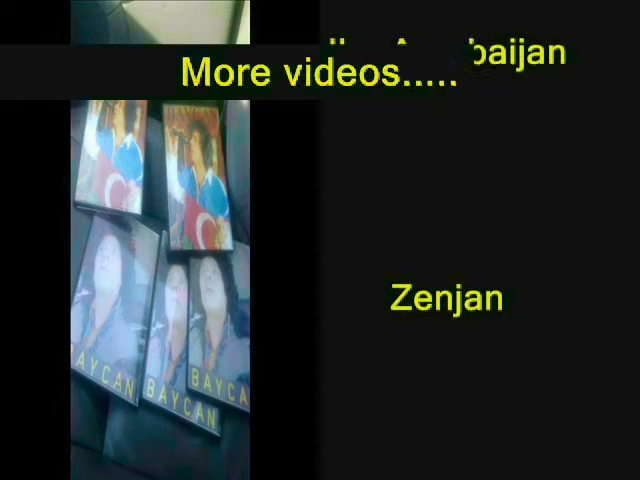 baijan
More videos.....
Zenjan
BAYCAN
BAYCAN
BAYCA